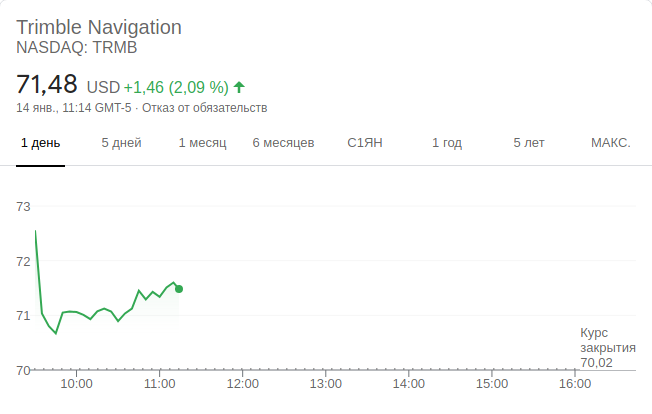 Trimble Navigation
NASDAQ: TRMB
71,48 USD +1,46 (2,09 %)
14 янв., 11:14 GMT-5 · Отказ от обязательств
1 день 5 дней 1 месяц 6 месяцев С1ЯН 1 год 5 лет МАКС.
73
72
71
70
Курс
закрытия
70,02
10:00 11:00 12:00 13:00 14:00 15:00 16:00